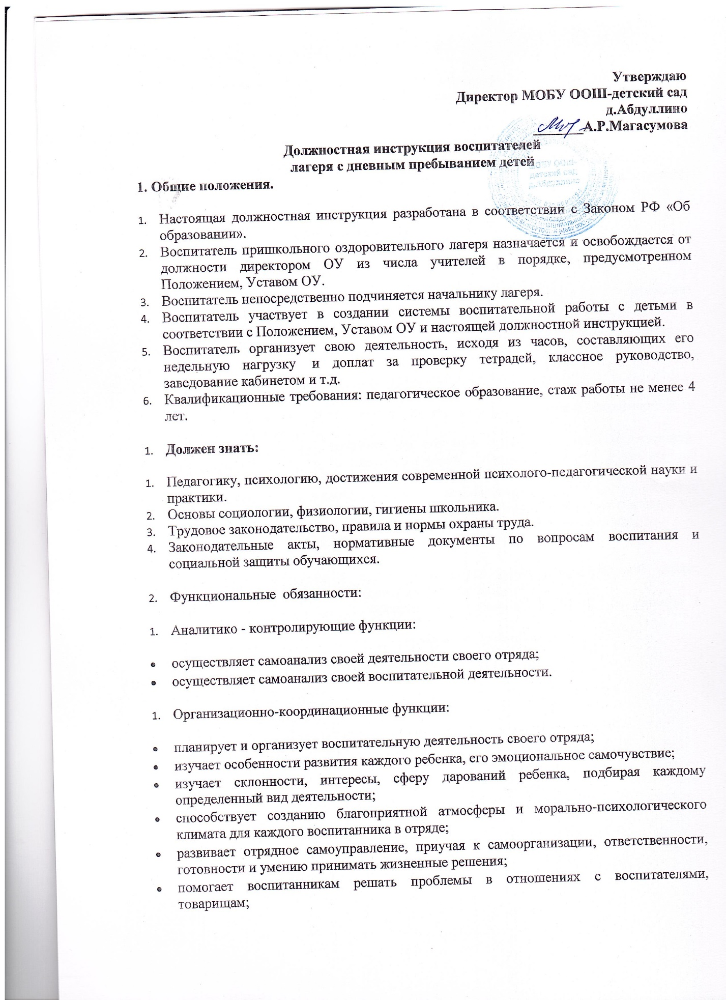 Утверждаю
Директор МОБУ ООШ-детский сад
д.Абдуллино
А.Р.Магасумова
Должностная инструкция воспитателей
лагеря с дневным пребыванием детей
МОБУ ООШ-
детский сад
д.Абдуллино
1. Общие положения.
1. Настоящая должностная инструкция разработана в соответствии с Законом РФ «Об
образовании».
2. Воспитатель пришкольного оздоровительного лагеря назначается и освобождается от
должности директором ОУ из числа учителей в порядке, предусмотренном
Положением, Уставом ОУ.
3. Воспитатель непосредственно подчиняется начальнику лагеря.
4. Воспитатель участвует в создании системы воспитательной работы с детьми в
соответствии с Положением, Уставом ОУ и настоящей должностной инструкцией.
5. Воспитатель организует свою деятельность, исходя из часов, составляющих его
недельную нагрузку и доплат за проверку тетрадей, классное руководство,
заведование кабинетом и т.д.
6. Квалификационные требования: педагогическое образование, стаж работы не менее 4
лет.
1. Должен знать:
1. Педагогику, психологию, достижения современной психолого-педагогической науки и
практики.
2. Основы социологии, физиологии, гигиены школьника.
3. Трудовое законодательство, правила и нормы охраны труда.
4. Законодательные акты, нормативные документы по вопросам воспитания и
социальной защиты обучающихся.
2. Функциональные обязанности:
1. Аналитико - контролирующие функции:
• осуществляет самоанализ своей деятельности своего отряда;
• осуществляет самоанализ своей воспитательной деятельности.
1. Организационно-координационные функции:
• планирует и организует воспитательную деятельность своего отряда;
• изучает особенности развития каждого ребенка, его эмоциональное самочувствие;
• изучает склонности, интересы, сферу дарований ребенка, подбирая каждому
определенный вид деятельности;
• способствует созданию благоприятной атмосферы и морально-психологического
климата для каждого воспитанника в отряде;
• развивает отрядное самоуправление, приучая к самоорганизации, ответственности,
готовности и умению принимать жизненные решения;
• помогает воспитанникам решать проблемы в отношениях с воспитателями,
товарищам;